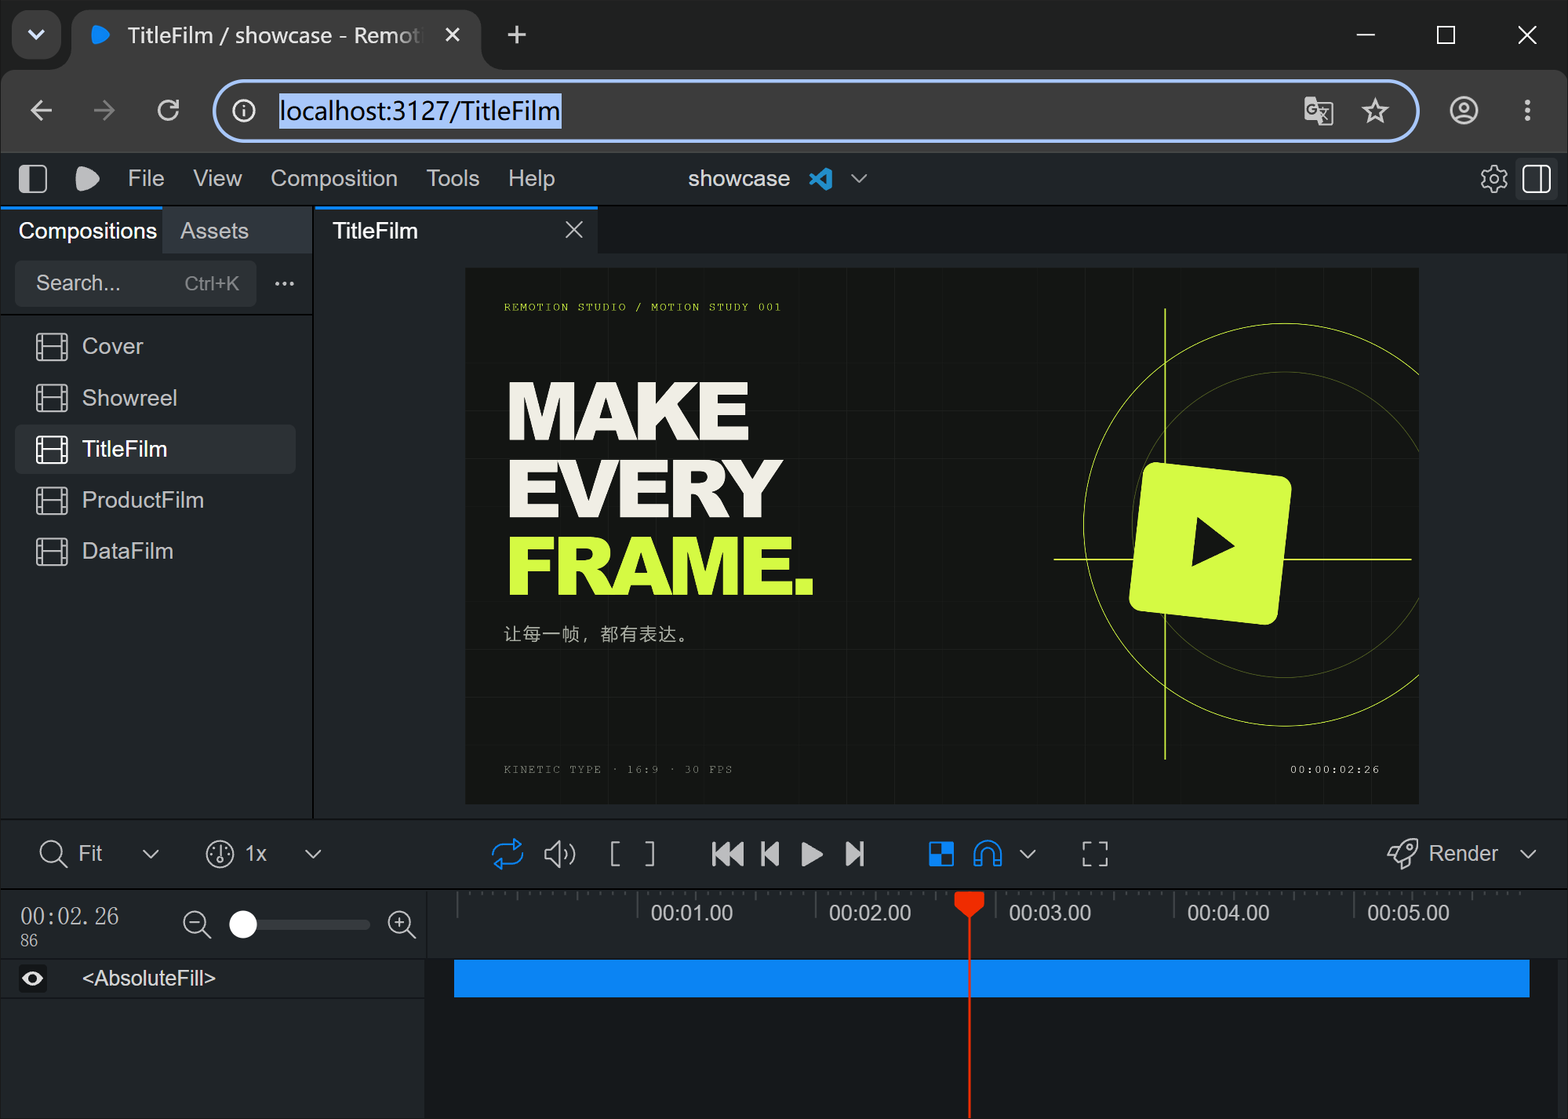 TitleFilm / showcase - Remot
localhost:3127/TitleFilm
File View Composition Tools Help
showcase
Compositions Assets
TitleFilm
Search... Ctrl+K
Cover
Showreel
TitleFilm
ProductFilm
DataFilm
REMOTION STUDIO / MOTION STUDY 001
MAKE
EVERY
FRAME.
让每一帧，都有表达。
KINETIC TYPE · 16:9 · 30 FPS
00:00:02:26
Fit
1x
Render
00:02.26
86
00:01.00 00:02.00 00:03.00 00:04.00 00:05.00
<AbsoluteFill>